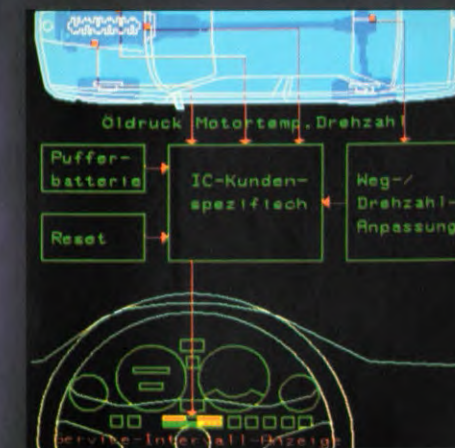 Öldruck Motortemp. Drehzahl
Puffer-
batterie
IC-Kunden-
spezifisch
Weg-/
Drehzahl-
Anpassung
Reset
Service-Intervall-Anzeige